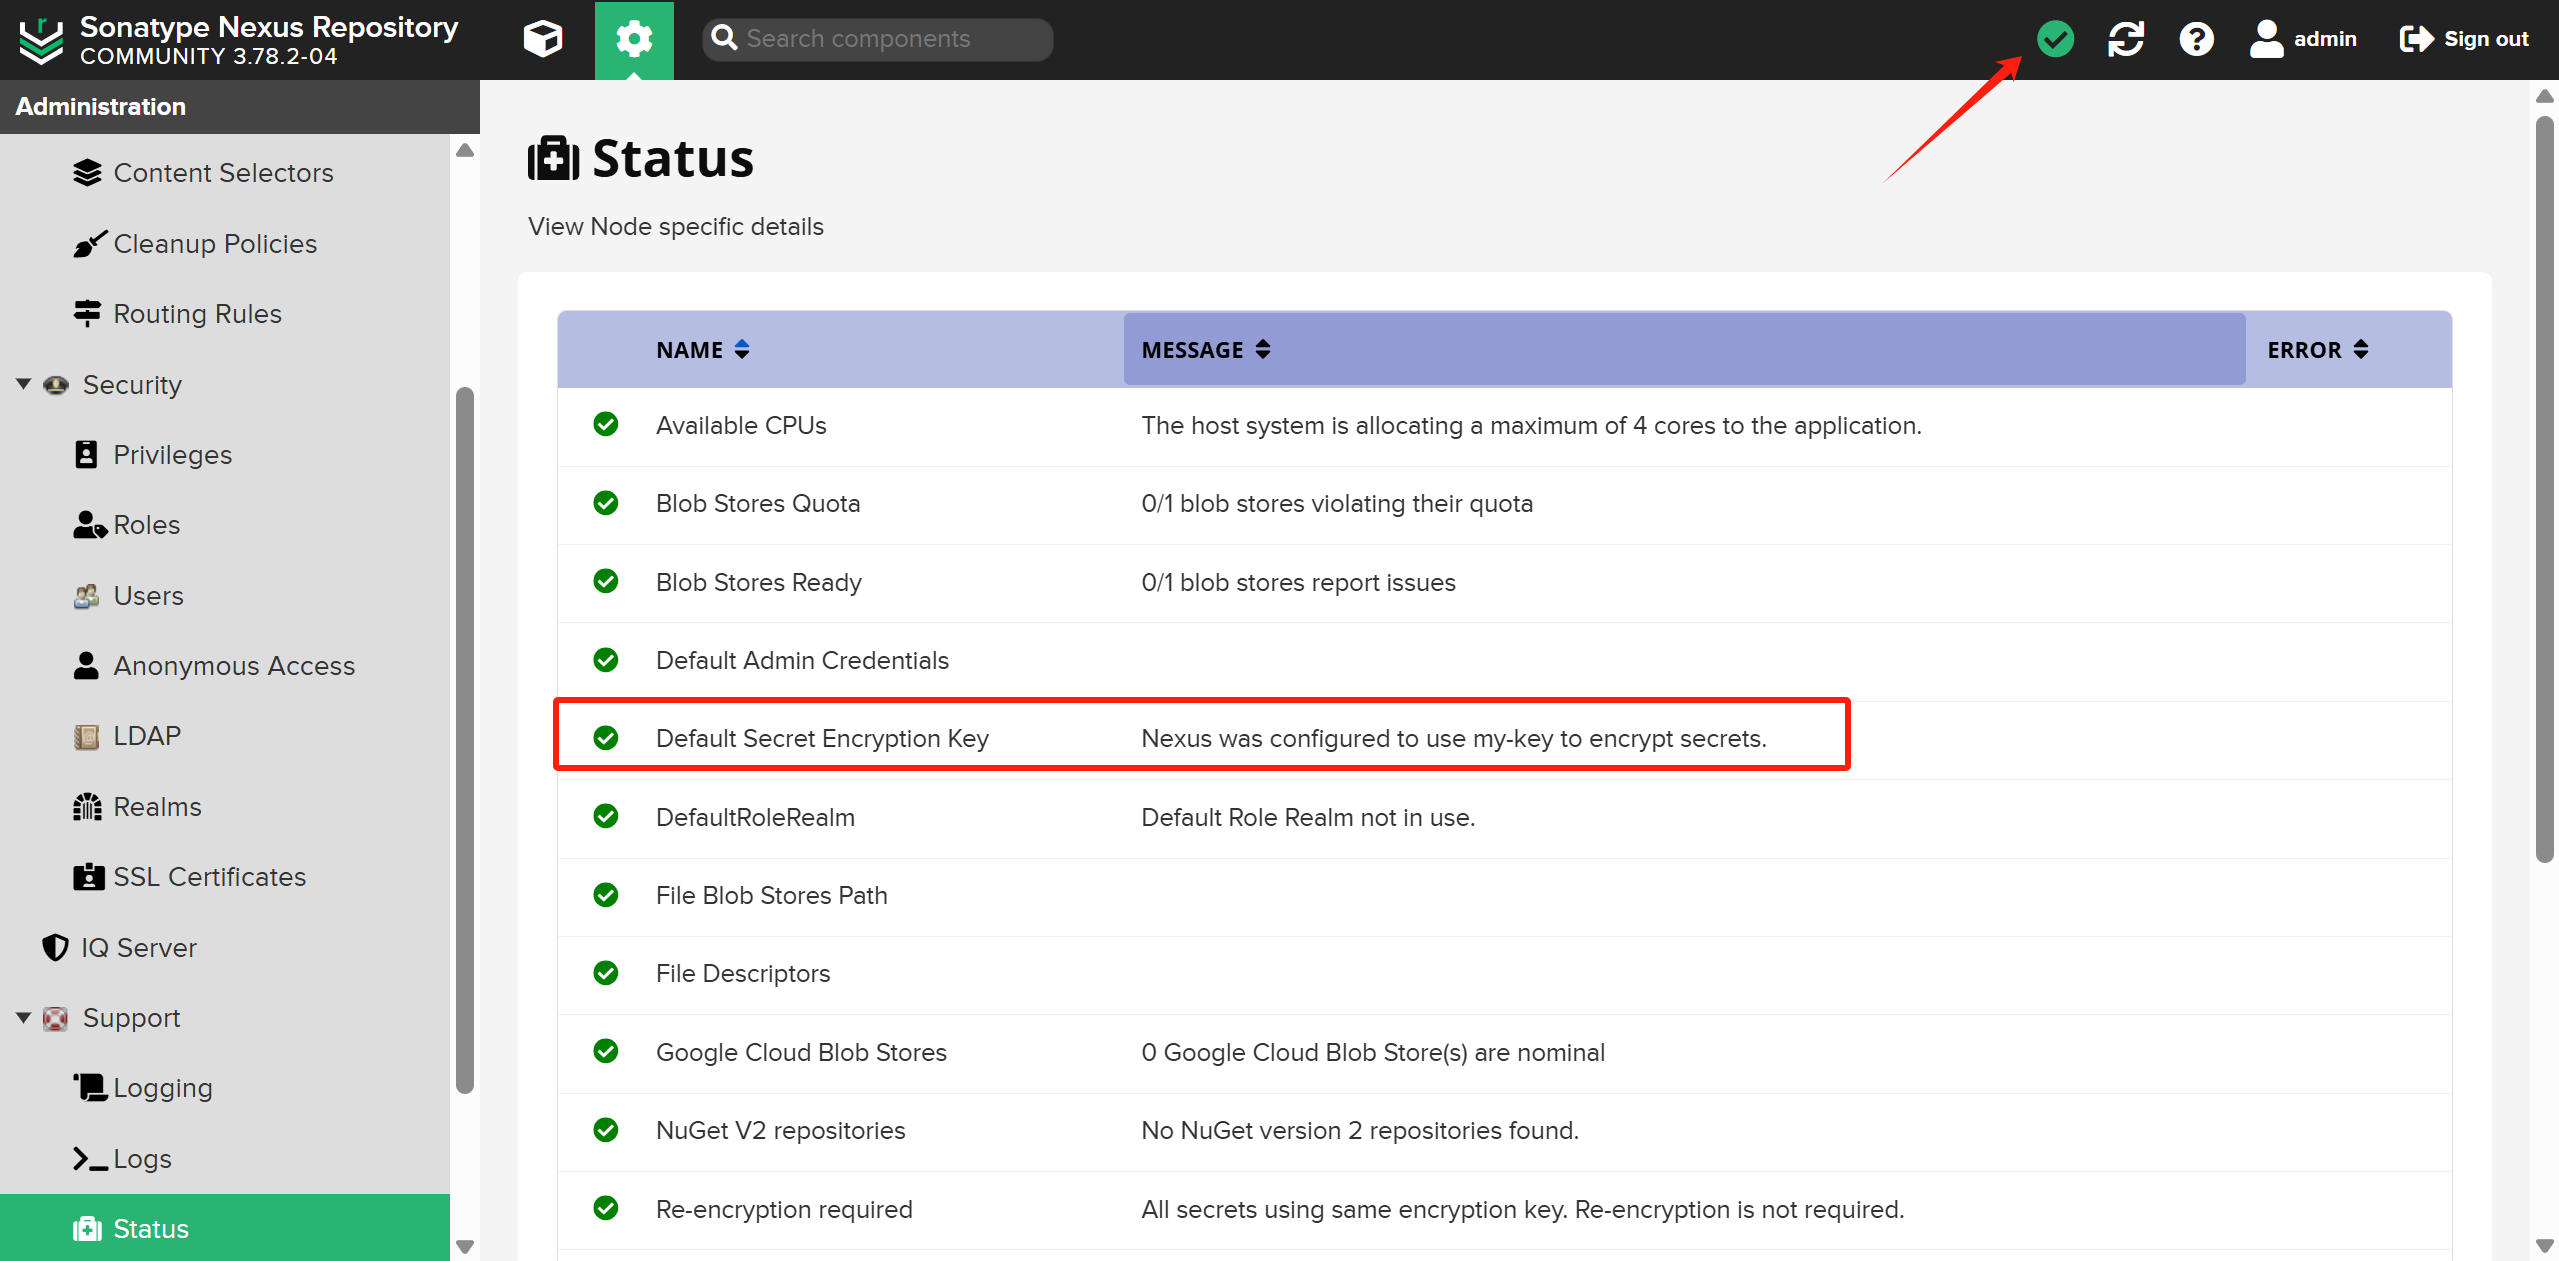 Sonatype Nexus Repository
COMMUNITY 3.78.2-04
Search components
admin
Sign out
Administration
Content Selectors
Cleanup Policies
Routing Rules
Security
Privileges
Roles
Users
Anonymous Access
LDAP
Realms
SSL Certificates
IQ Server
Support
Logging
Logs
Status
Status
View Node specific details
NAME MESSAGE ERROR
Available CPUs The host system is allocating a maximum of 4 cores to the application.
Blob Stores Quota 0/1 blob stores violating their quota
Blob Stores Ready 0/1 blob stores report issues
Default Admin Credentials
Default Secret Encryption Key Nexus was configured to use my-key to encrypt secrets.
DefaultRoleRealm Default Role Realm not in use.
File Blob Stores Path
File Descriptors
Google Cloud Blob Stores 0 Google Cloud Blob Store(s) are nominal
NuGet V2 repositories No NuGet version 2 repositories found.
Re-encryption required All secrets using same encryption key. Re-encryption is not required.